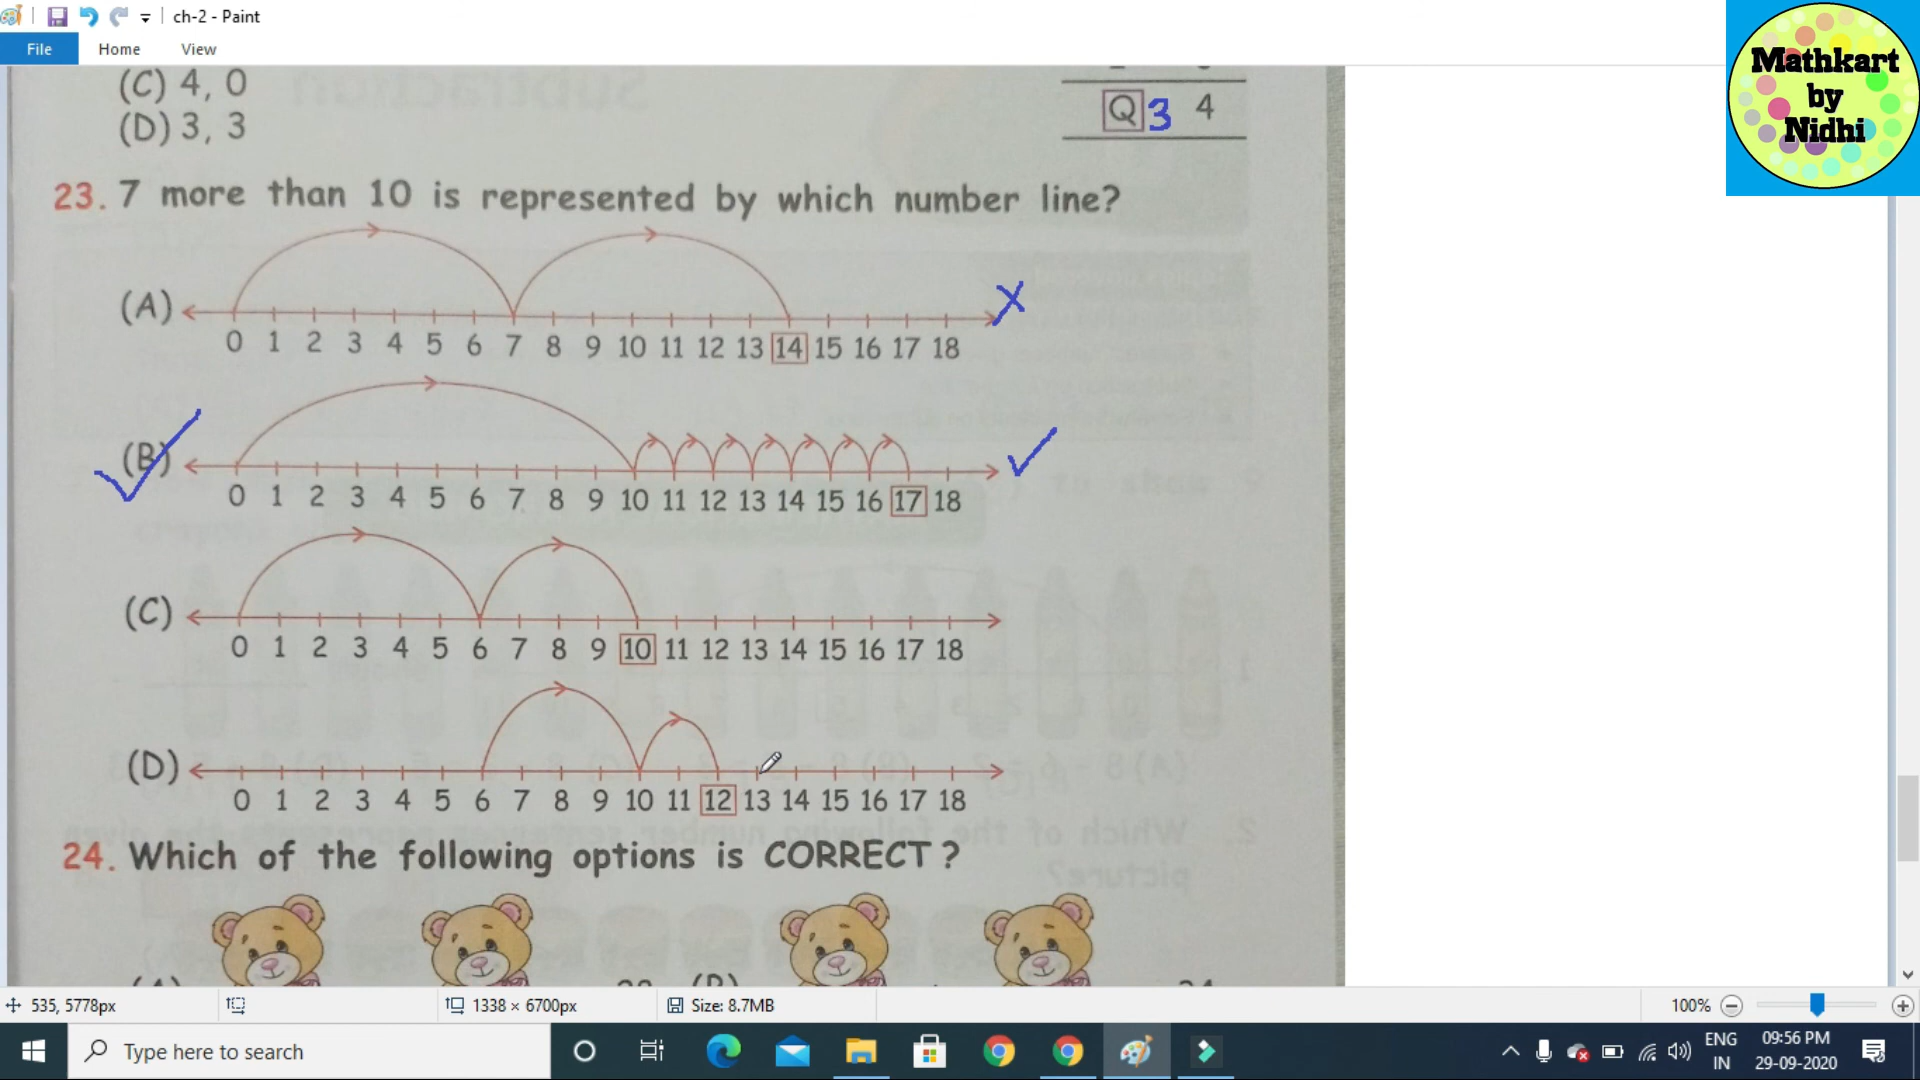 ch-2 - Paint
File Home View
Mathkart
by
Nidhi
(C) 4, 0
(D) 3, 3
Q 3 4
23. 7 more than 10 is represented by which number line?
(A)
0 1 2 3 4 5 6 7 8 9 10 11 12 13 14 15 16 17 18
(B)
0 1 2 3 4 5 6 7 8 9 10 11 12 13 14 15 16 17 18
(C)
0 1 2 3 4 5 6 7 8 9 10 11 12 13 14 15 16 17 18
(D)
0 1 2 3 4 5 6 7 8 9 10 11 12 13 14 15 16 17 18
24. Which of the following options is CORRECT?
535, 5778px 1338 × 6700px Size: 8.7MB 100%
Type here to search
ENG
IN
09:56 PM
29-09-2020